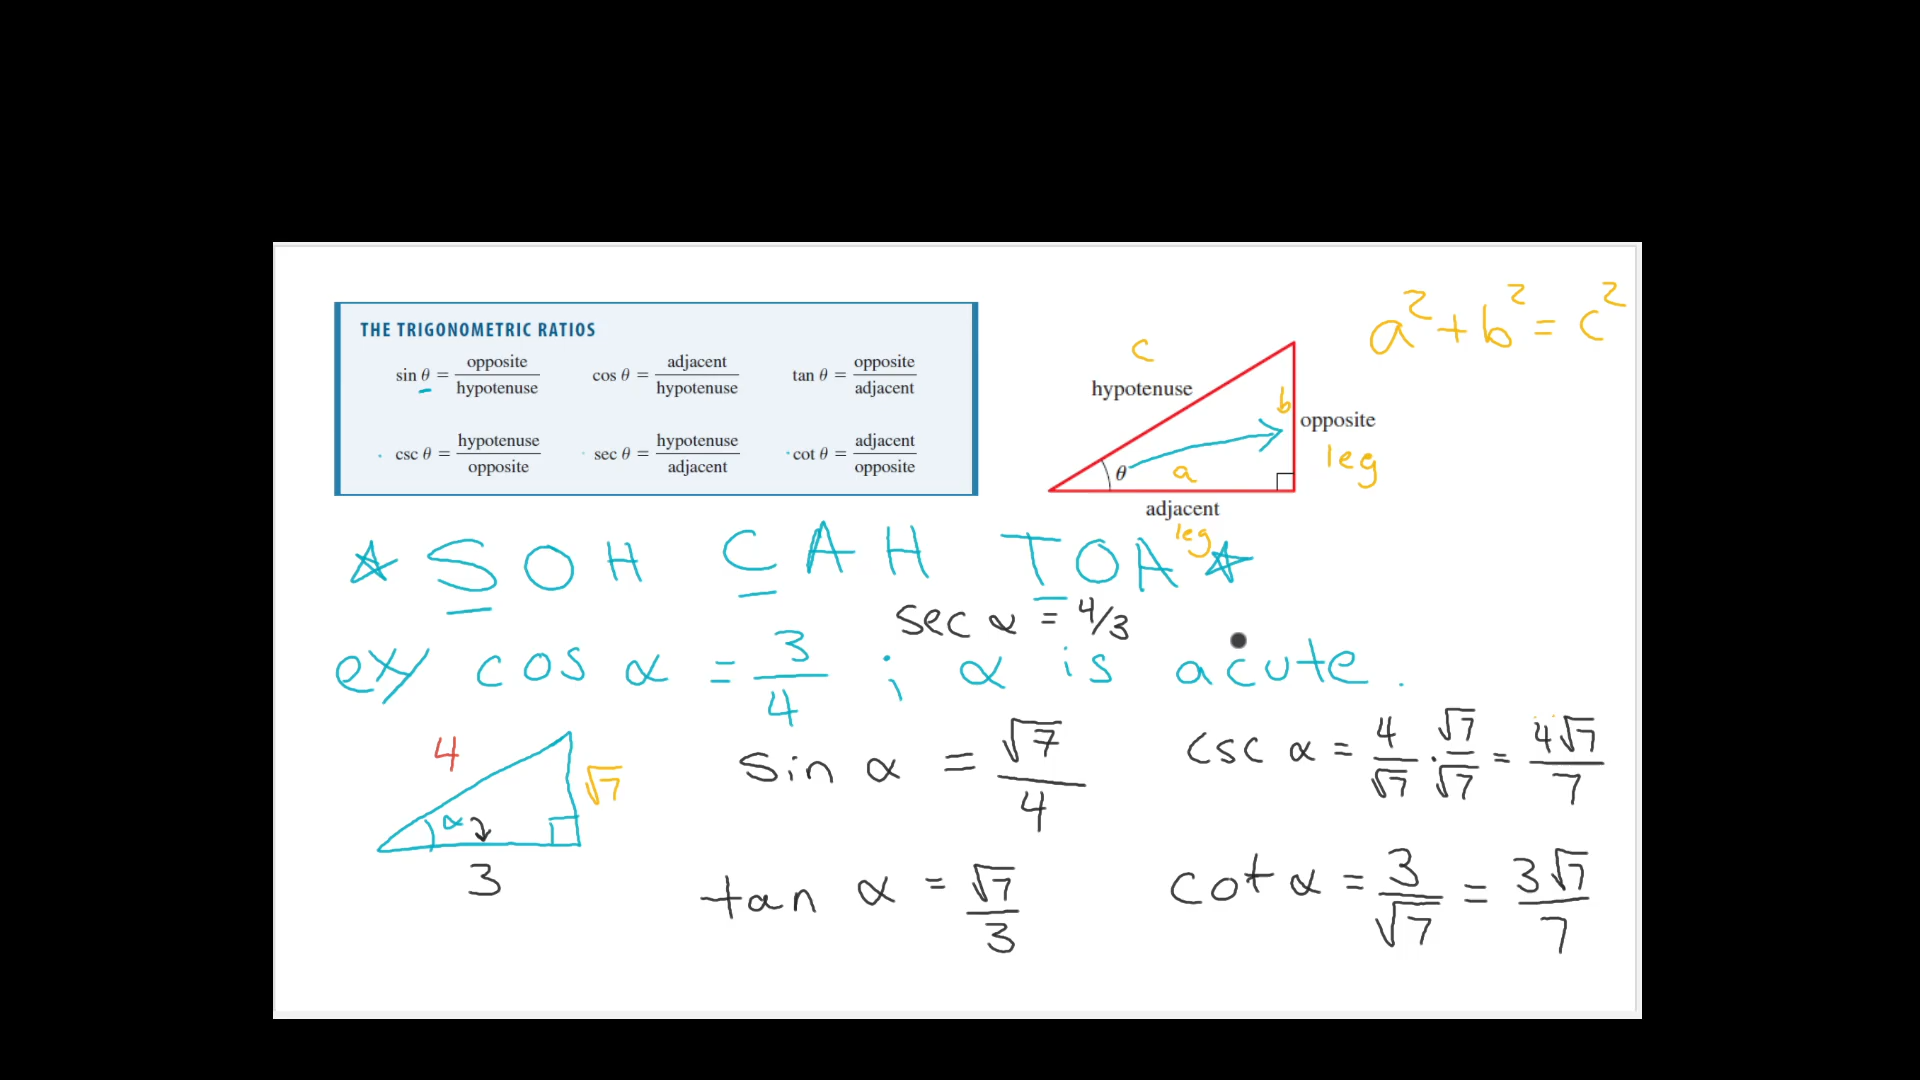 THE TRIGONOMETRIC RATIOS
sin θ = opposite/hypotenuse cos θ = adjacent/hypotenuse tan θ = opposite/adjacent
csc θ = hypotenuse/opposite sec θ = hypotenuse/adjacent cot θ = adjacent/opposite
a² + b² = c²
c
hypotenuse
b
opposite
leg
θ
a
adjacent
leg
☆ SOH CAH TOA ☆
sec α = 4/3
ex cos α = 3/4 ; α is acute.
4
√7
α
3
sin α = √7/4
csc α = 4/√7 · √7/√7 = 4√7/7
tan α = √7/3
cot α = 3/√7 = 3√7/7